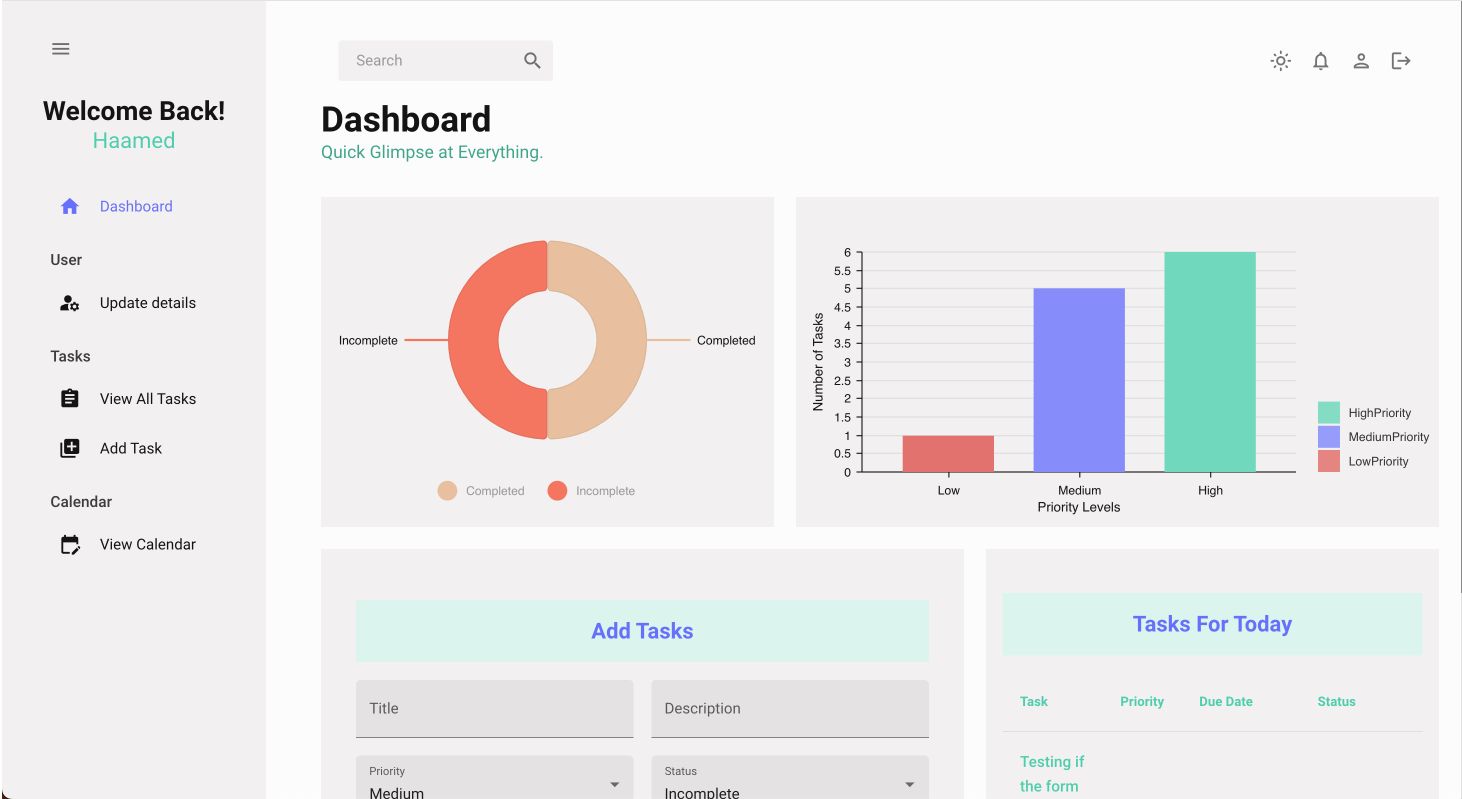 Welcome Back!
Haamed
Dashboard
User
Update details
Tasks
View All Tasks
Add Task
Calendar
View Calendar
Search
Dashboard
Quick Glimpse at Everything.
Incomplete
Completed
Completed
Incomplete
Number of Tasks
6
5.5
5
4.5
4
3.5
3
2.5
2
1.5
1
0.5
0
Low
Medium
High
Priority Levels
HighPriority
MediumPriority
LowPriority
Add Tasks
Title
Description
Priority
Medium
Status
Incomplete
Tasks For Today
Task Priority Due Date Status
Testing if
the form